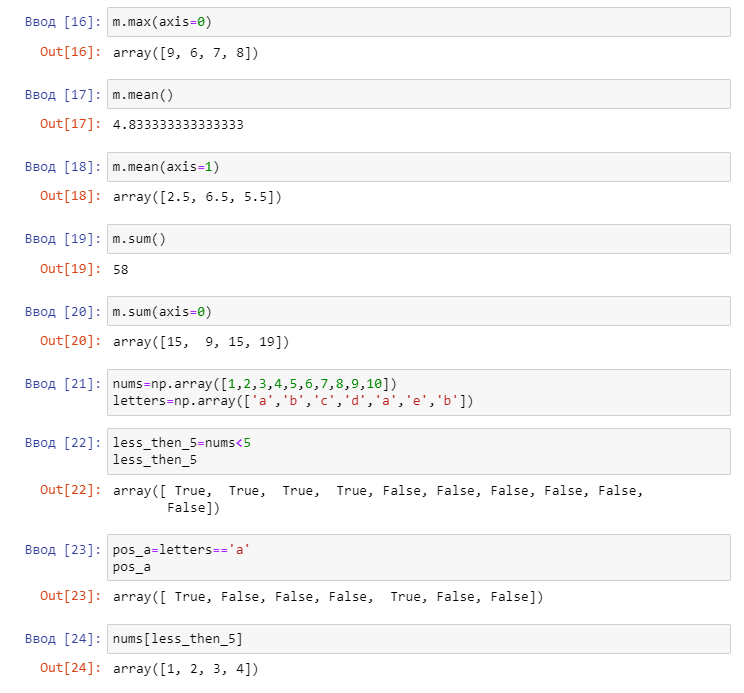 Ввод [16]: m.max(axis=0)
Out[16]: array([9, 6, 7, 8])
Ввод [17]: m.mean()
Out[17]: 4.833333333333333
Ввод [18]: m.mean(axis=1)
Out[18]: array([2.5, 6.5, 5.5])
Ввод [19]: m.sum()
Out[19]: 58
Ввод [20]: m.sum(axis=0)
Out[20]: array([15,  9, 15, 19])
Ввод [21]: nums=np.array([1,2,3,4,5,6,7,8,9,10])
letters=np.array(['a','b','c','d','a','e','b'])
Ввод [22]: less_then_5=nums<5
less_then_5
Out[22]: array([ True,  True,  True,  True, False, False, False, False, False,
False])
Ввод [23]: pos_a=letters=='a'
pos_a
Out[23]: array([ True, False, False, False,  True, False, False])
Ввод [24]: nums[less_then_5]
Out[24]: array([1, 2, 3, 4])